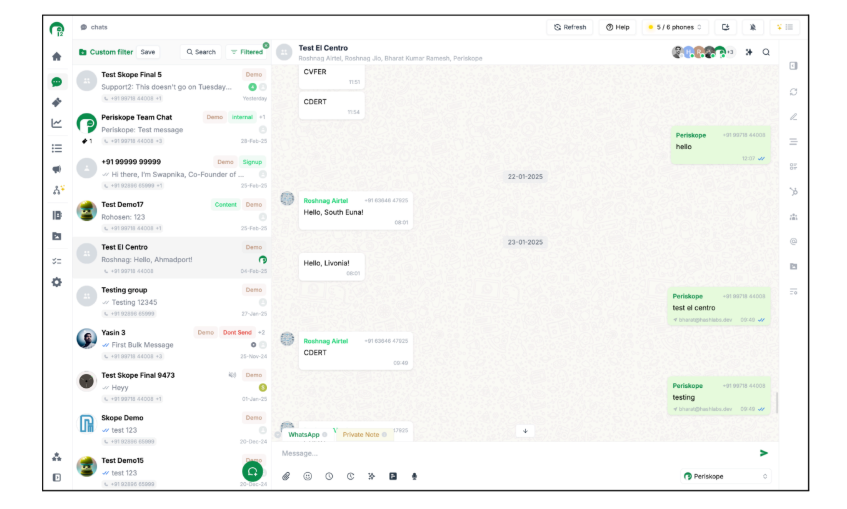 12
chats
Refresh
Help
5 / 6 phones
Custom filter Save
Search
Filtered
Test Skope Final 5 Demo
Support2: This doesn't go on Tuesday...
+91 99718 44008 +1 Yesterday
Periskope Team Chat Demo internal +1
Periskope: Test message
1 +91 99718 44008 +3 28-Feb-25
+91 99999 99999 Demo Signup
Hi there, I'm Swapnika, Co-Founder of ...
+91 92896 65999 +1 25-Feb-25
Test Demo17 Content Demo
Rohosen: 123
+91 99718 44008 +1 25-Feb-25
Test El Centro Demo
Roshnag: Hello, Ahmadport!
+91 99718 44008 04-Feb-25
Testing group Demo
Testing 12345
+91 92896 65999 27-Jan-25
Yasin 3 Demo Dont Send +2
First Bulk Message
+91 99718 44008 +3 25-Nov-24
Test Skope Final 9473 Demo
Heyy
+91 99718 44008 +1 01-Jan-25
Skope Demo Demo
test 123
+91 92896 65999 20-Dec-24
Test Demo15 Demo
test 123
+91 92896 65999 20-Dec-24
Test El Centro
Roshnag Airtel, Roshnag Jio, Bharat Kumar Ramesh, Periskope
+3
CVFER
11:51
CDERT
11:54
Periskope +91 99718 44008
hello
12:07
22-01-2025
Roshnag Airtel +91 63646 47925
Hello, South Euna!
08:01
23-01-2025
Hello, Livonia!
08:01
Periskope +91 99718 44008
test el centro
bharat@hashlabs.dev 09:49
Roshnag Airtel +91 63646 47925
CDERT
09:49
Periskope +91 99718 44008
testing
bharat@hashlabs.dev 09:49
47925
WhatsApp Private Note
Message...
Periskope